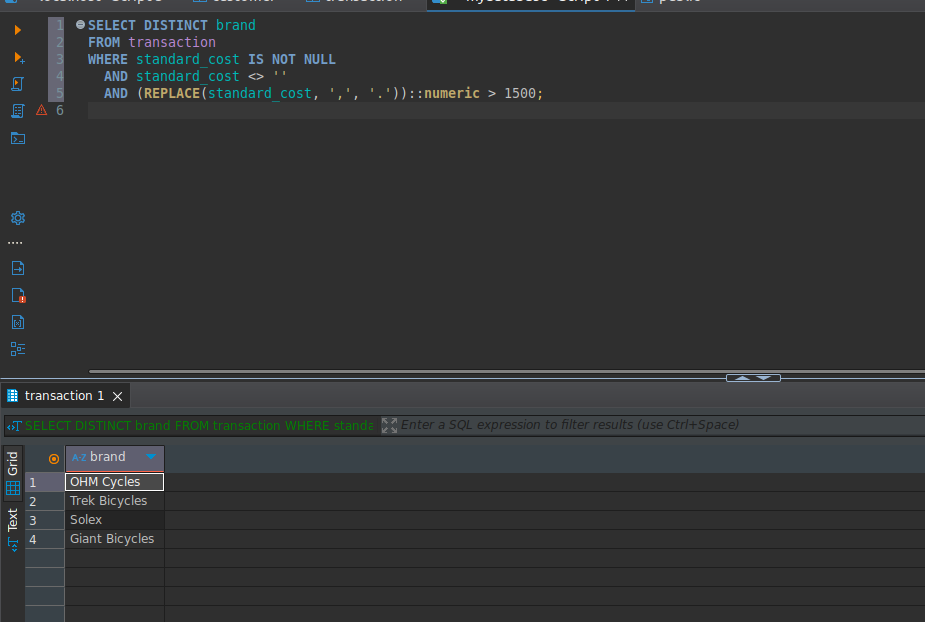 1 SELECT DISTINCT brand
2 FROM transaction
3 WHERE standard_cost IS NOT NULL
4 AND standard_cost <> ''
5 AND (REPLACE(standard_cost, ',', '.'))::numeric > 1500;
6
transaction 1
SELECT DISTINCT brand FROM transaction WHERE standa Enter a SQL expression to filter results (use Ctrl+Space)
Grid
Text
A-Z brand
1 OHM Cycles
2 Trek Bicycles
3 Solex
4 Giant Bicycles